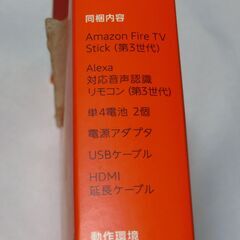 同梱内容
Amazon Fire TV
Stick (第3世代)
Alexa
対応音声認識
リモコン (第3世代)
単4電池 2個
電源アダプタ
USBケーブル
HDMI
延長ケーブル
動作環境